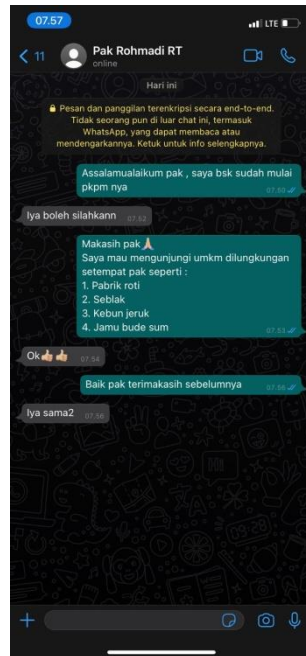 07.57
LTE
11
Pak Rohmadi RT
online
Hari ini
Pesan dan panggilan terenkripsi secara end-to-end.
Tidak seorang pun di luar chat ini, termasuk
WhatsApp, yang dapat membaca atau
mendengarkannya. Ketuk untuk info selengkapnya.
Assalamualaikum pak , saya bsk sudah mulai
pkpm nya
07.50
Iya boleh silahkann 07.52
Makasih pak🙏🏼
Saya mau mengunjungi umkm dilungkungan
setempat pak seperti :
1. Pabrik roti
2. Seblak
3. Kebun jeruk
4. Jamu bude sum
07.53
Ok👍🏼👍🏼 07.54
Baik pak terimakasih sebelumnya 07.56
Iya sama2 07.56